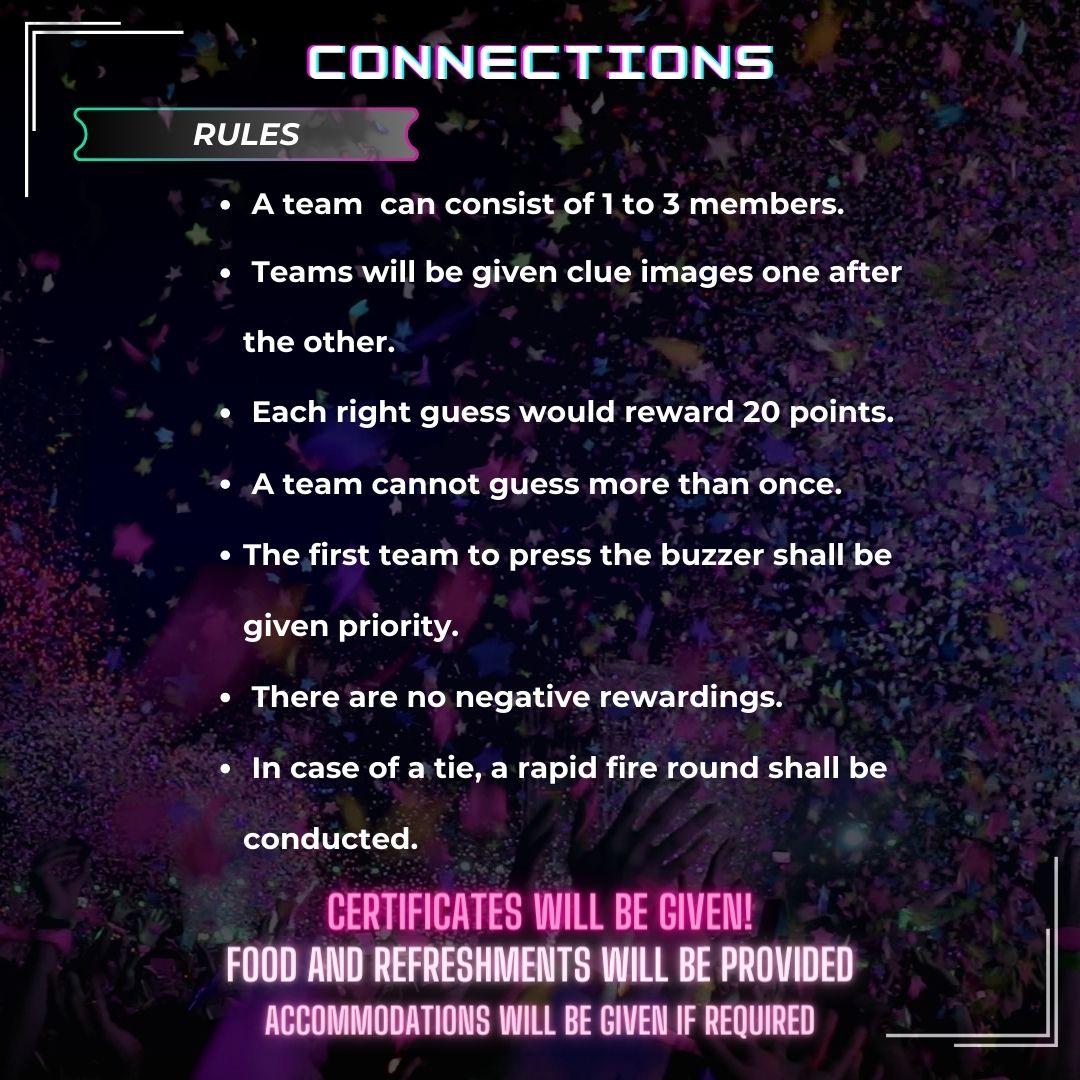 CONNECTIONS
RULES
• A team can consist of 1 to 3 members.
• Teams will be given clue images one after
the other.
• Each right guess would reward 20 points.
• A team cannot guess more than once.
• The first team to press the buzzer shall be
given priority.
• There are no negative rewardings.
• In case of a tie, a rapid fire round shall be
conducted.
CERTIFICATES WILL BE GIVEN!
FOOD AND REFRESHMENTS WILL BE PROVIDED
ACCOMMODATIONS WILL BE GIVEN IF REQUIRED